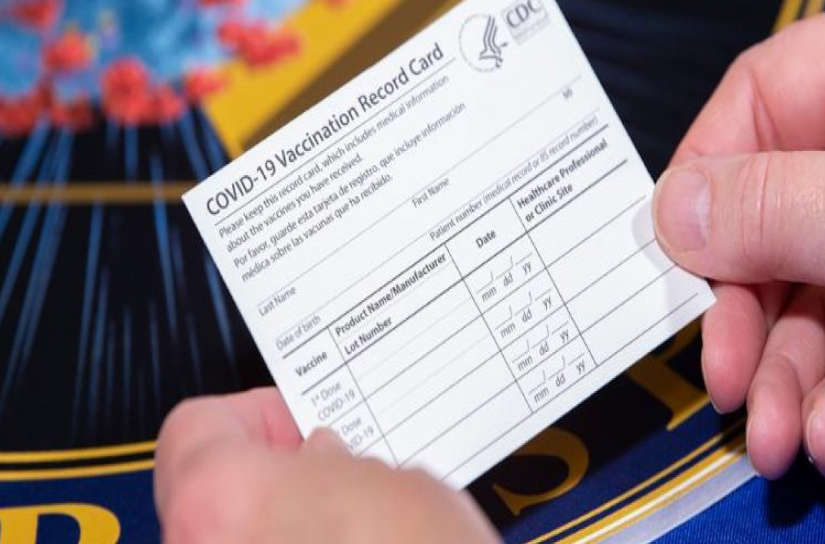 CDC
COVID-19 Vaccination Record Card
Please keep this record card, which includes medical information
about the vaccines you have received.
Por favor, guarde esta tarjeta de registro, que incluye información
médica sobre las vacunas que ha recibido.
Last Name First Name MI
Date of birth Patient number (medical record or IIS record number)
Vaccine Product Name/Manufacturer Date Healthcare Professional
Lot Number or Clinic Site
1st Dose
COVID-19
mm dd yy
Dose
mm dd yy
mm dd yy
mm dd yy